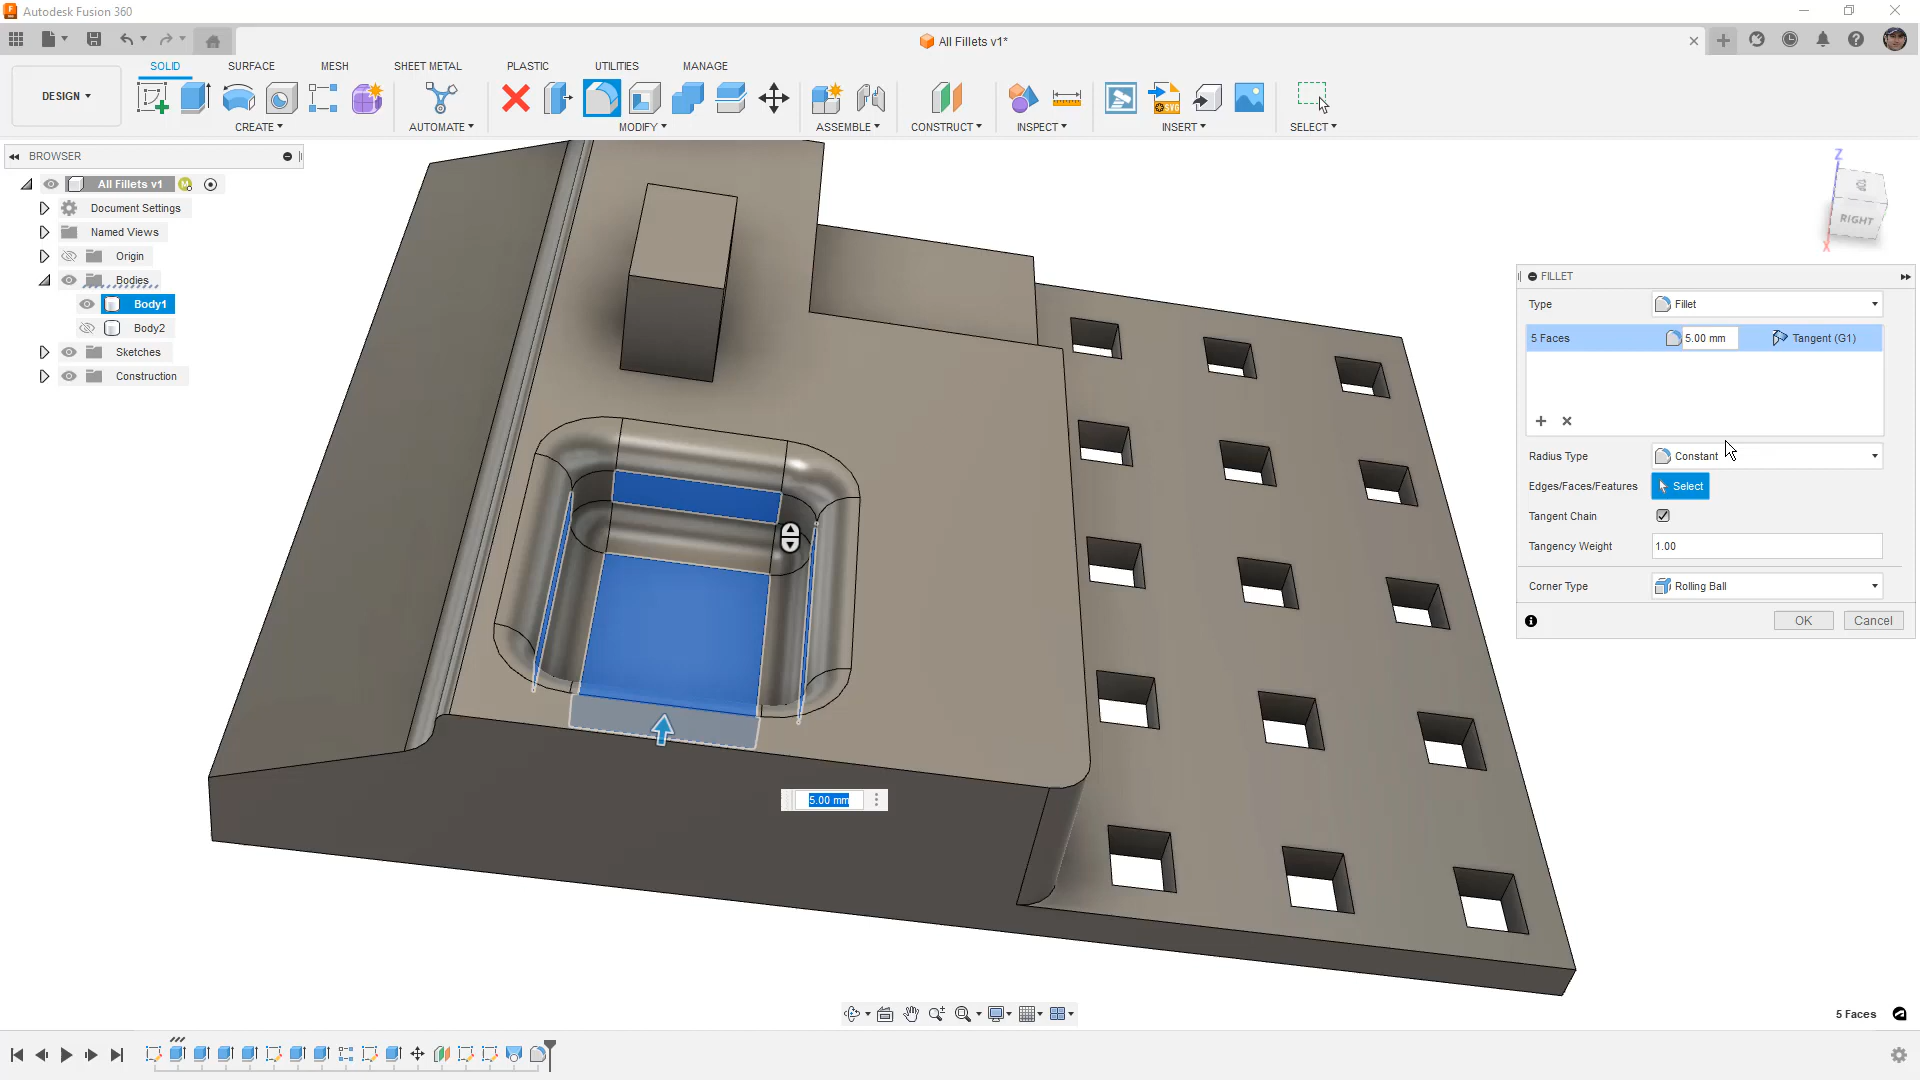 Autodesk Fusion 360
All Fillets v1*
SOLID SURFACE MESH SHEET METAL PLASTIC UTILITIES MANAGE
DESIGN
CREATE AUTOMATE MODIFY ASSEMBLE CONSTRUCT INSPECT INSERT SELECT
BROWSER
All Fillets v1
Document Settings
Named Views
Origin
Bodies
Body1
Body2
Sketches
Construction
Z
TOP
RIGHT
X
FILLET
Type Fillet
5 Faces 5.00 mm Tangent (G1)
Radius Type Constant
Edges/Faces/Features Select
Tangent Chain
Tangency Weight 1.00
Corner Type Rolling Ball
OK Cancel
5.00 mm
5 Faces